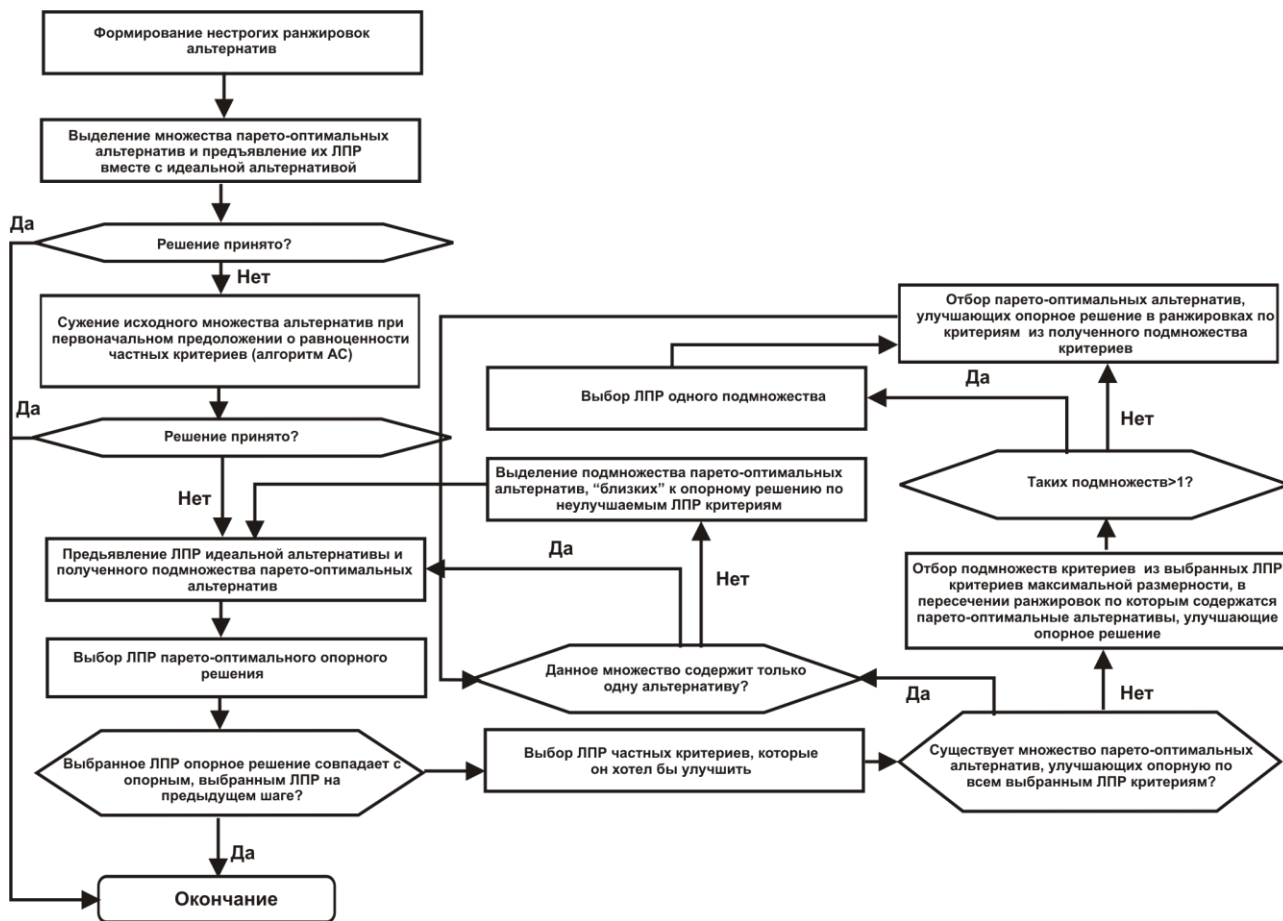 Формирование нестрогих ранжировок
альтернатив
Выделение множества парето-оптимальных
альтернатив и предъявление их ЛПР
вместе с идеальной альтернативой
Да
Решение принято?
Нет
Сужение исходного множества альтернатив при
первоначальном предоложении о равноценности
частных критериев (алгоритм АС)
Да
Решение принято?
Нет
Предьявление ЛПР идеальной альтернативы и
полученного подмножества парето-оптимальных
альтернатив
Выбор ЛПР парето-оптимального опорного
решения
Выбранное ЛПР опорное решение совпадает с
опорным, выбранным ЛПР на
предыдущем шаге?
Да
Окончание
Отбор парето-оптимальных альтернатив,
улучшающих опорное решение в ранжировках по
критериям из полученного подмножества
критериев
Выбор ЛПР одного подмножества
Да
Нет
Выделение подмножества парето-оптимальных
альтернатив, “близких” к опорному решению по
неулучшаемым ЛПР критериям
Таких подмножеств>1?
Да
Нет
Отбор подмножеств критериев из выбранных ЛПР
критериев максимальной размерности, в
пересечении ранжировок по которым содержатся
парето-оптимальные альтернативы, улучшающие
опорное решение
Данное множество содержит только
одну альтернативу?
Да
Нет
Выбор ЛПР частных критериев, которые
он хотел бы улучшить
Существует множество парето-оптимальных
альтернатив, улучшающих опорную по
всем выбранным ЛПР критериям?